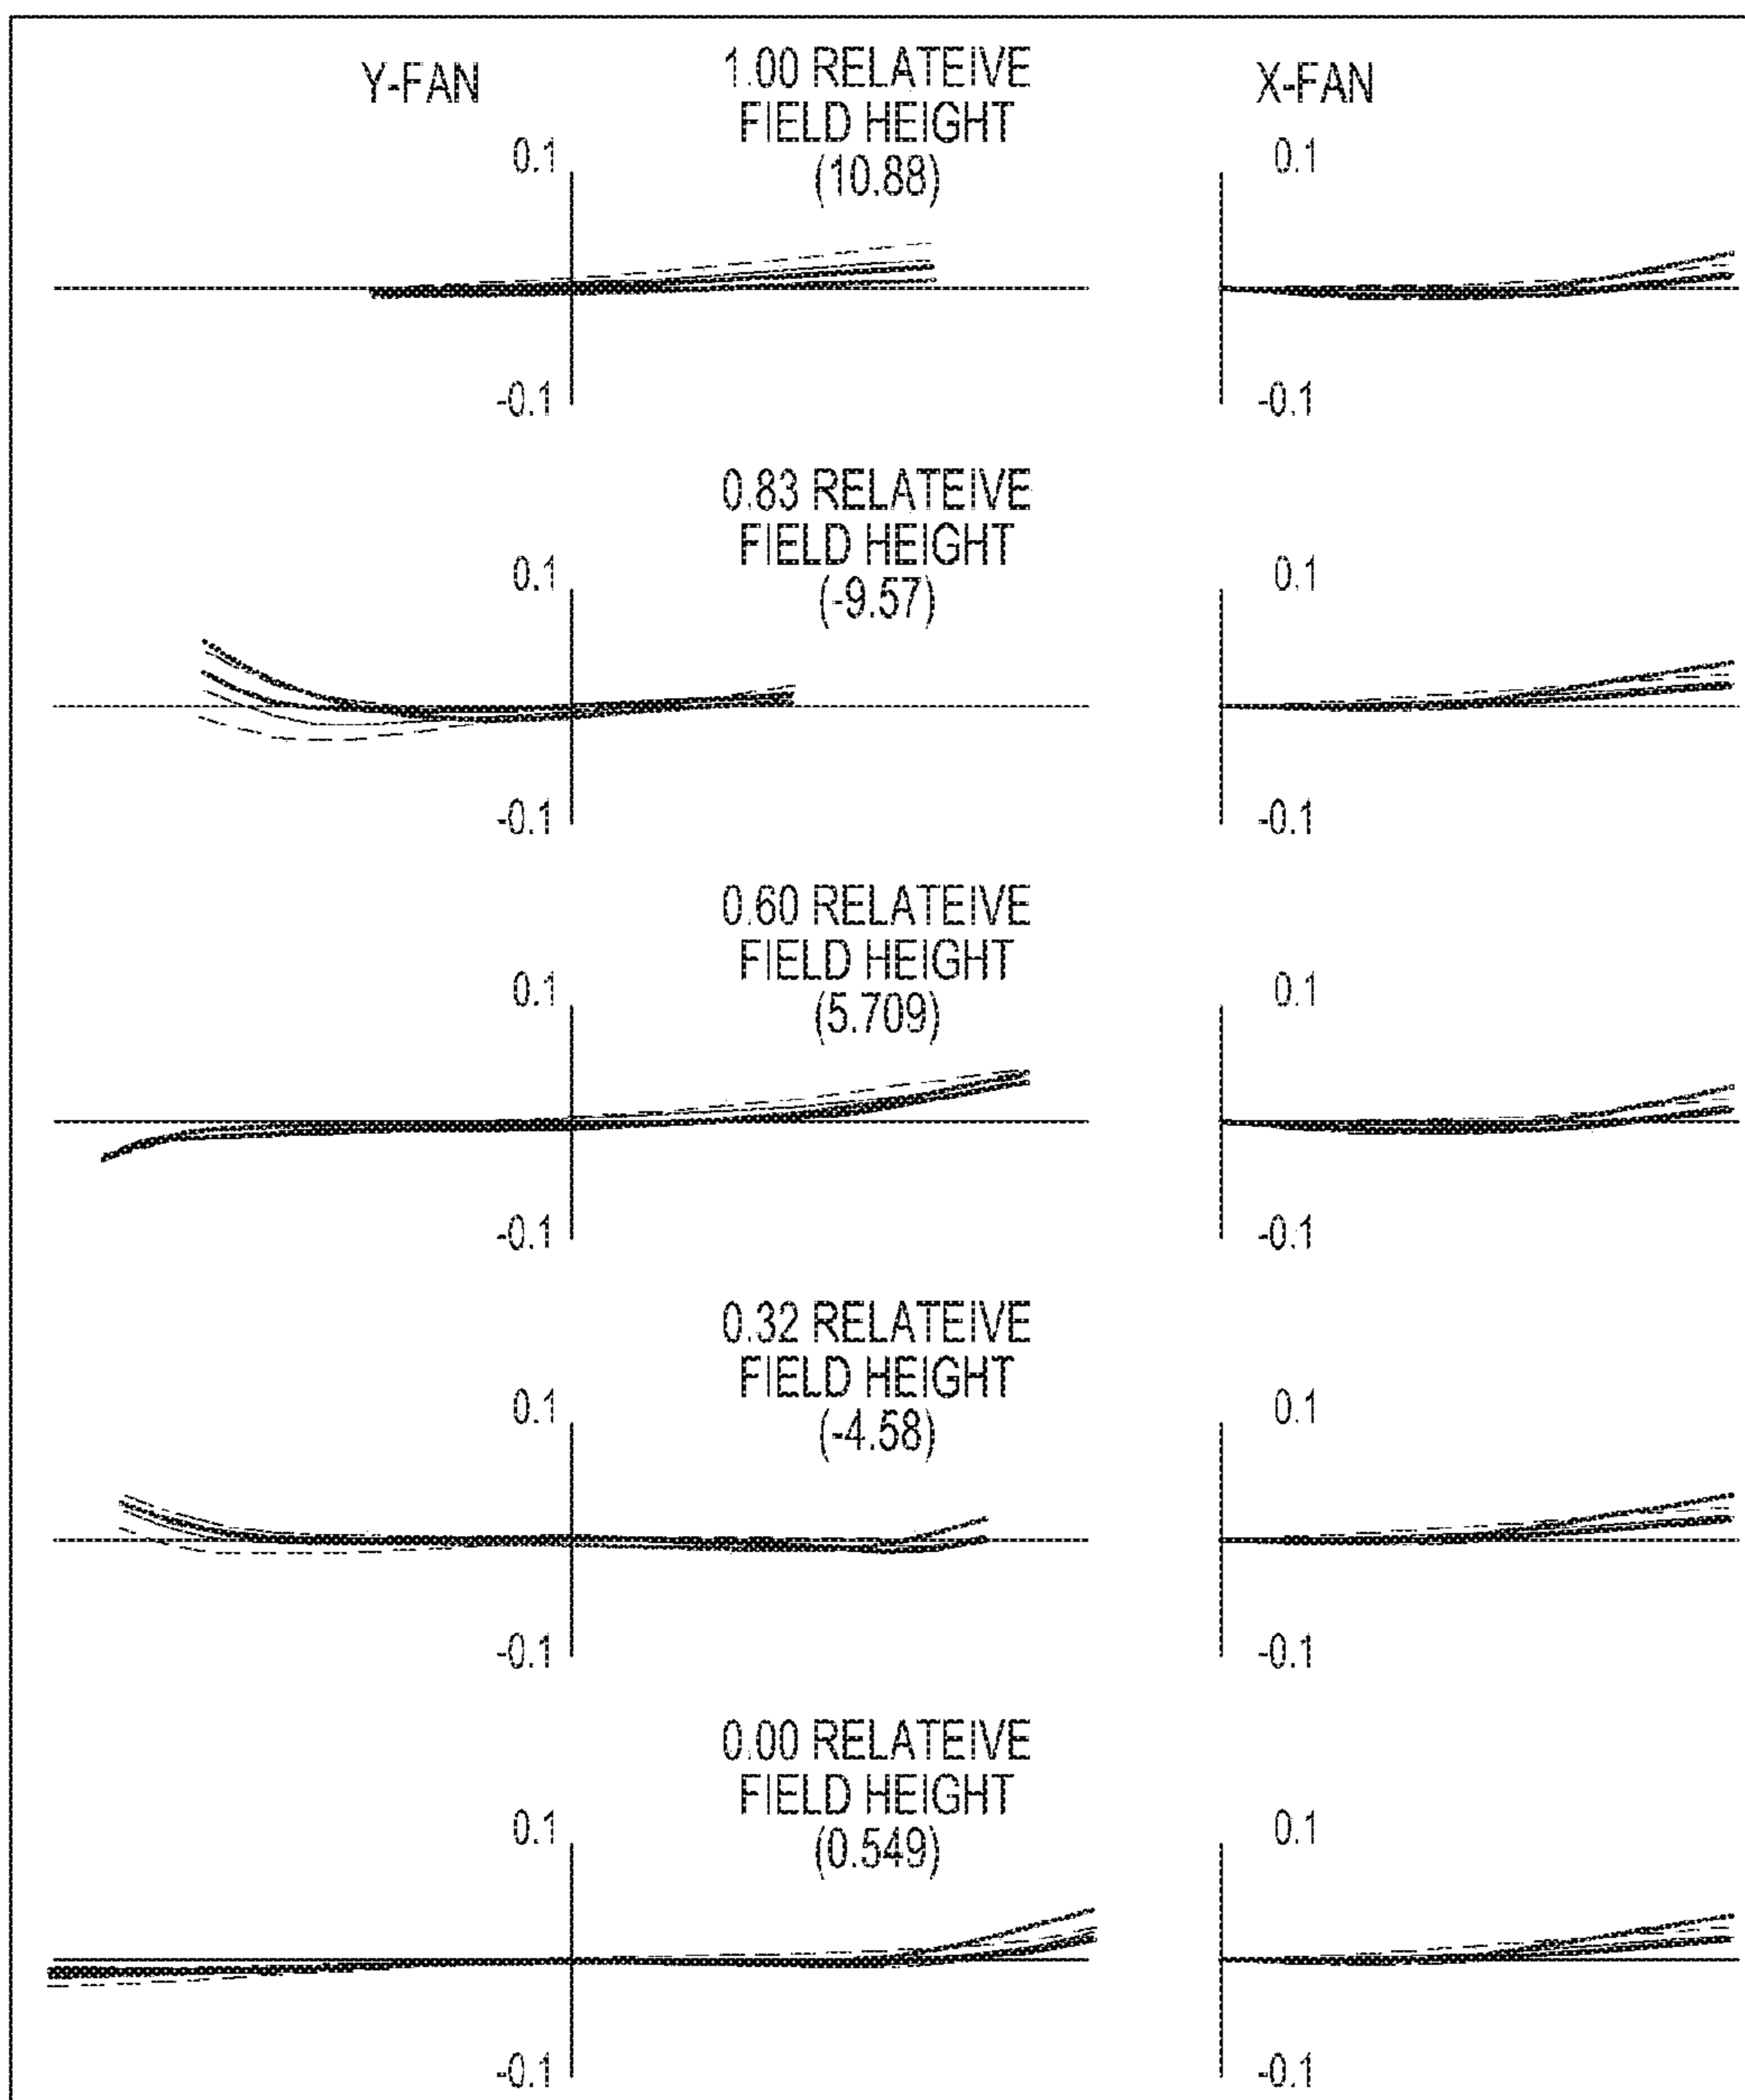 Y-FAN
1.00 RELATEIVE
FIELD HEIGHT
(10.88)
X-FAN
0.1
0.1
-0.1
-0.1
0.83 RELATEIVE
FIELD HEIGHT
(-9.57)
0.1
0.1
-0.1
-0.1
0.60 RELATEIVE
FIELD HEIGHT
(5.709)
0.1
0.1
-0.1
-0.1
0.32 RELATEIVE
FIELD HEIGHT
(-4.58)
0.1
0.1
-0.1
-0.1
0.00 RELATEIVE
FIELD HEIGHT
(0.549)
0.1
0.1
-0.1
-0.1